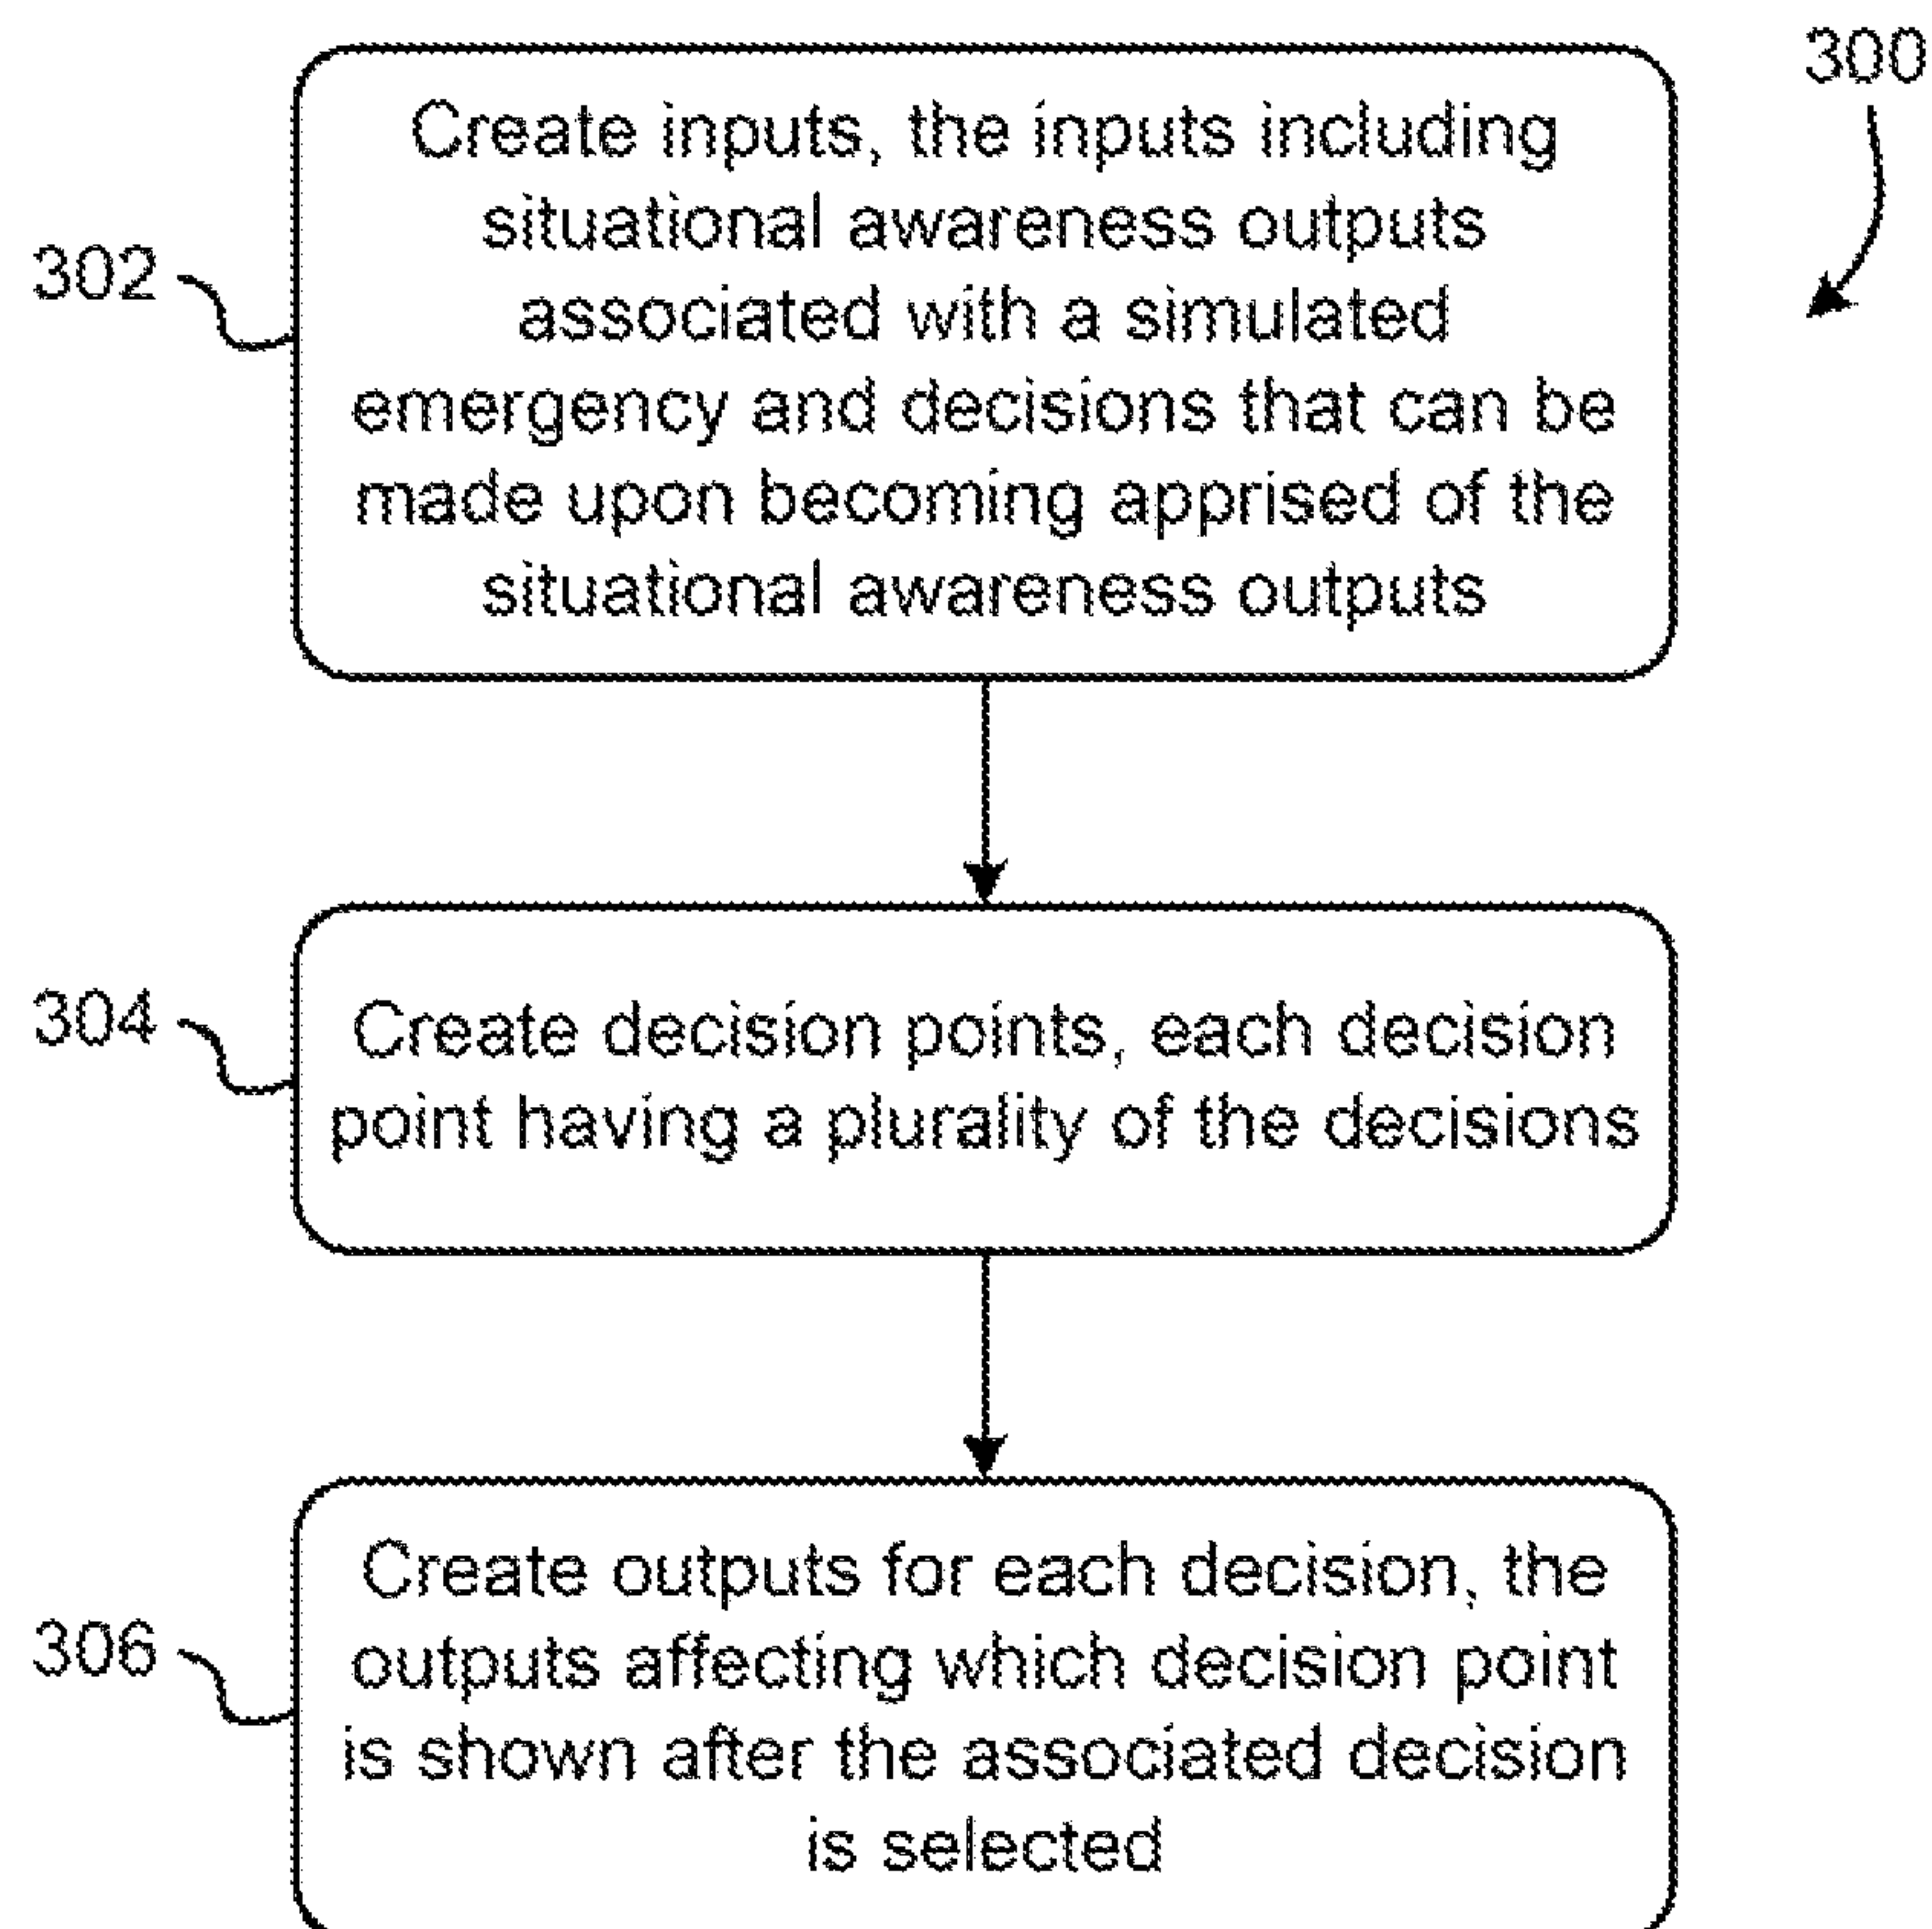 300
Create inputs, the inputs including
situational awareness outputs
associated with a simulated
emergency and decisions that can be
made upon becoming apprised of the
situational awareness outputs
302
Create decision points, each decision
point having a plurality of the decisions
304
Create outputs for each decision, the
outputs affecting which decision point
is shown after the associated decision
is selected
306